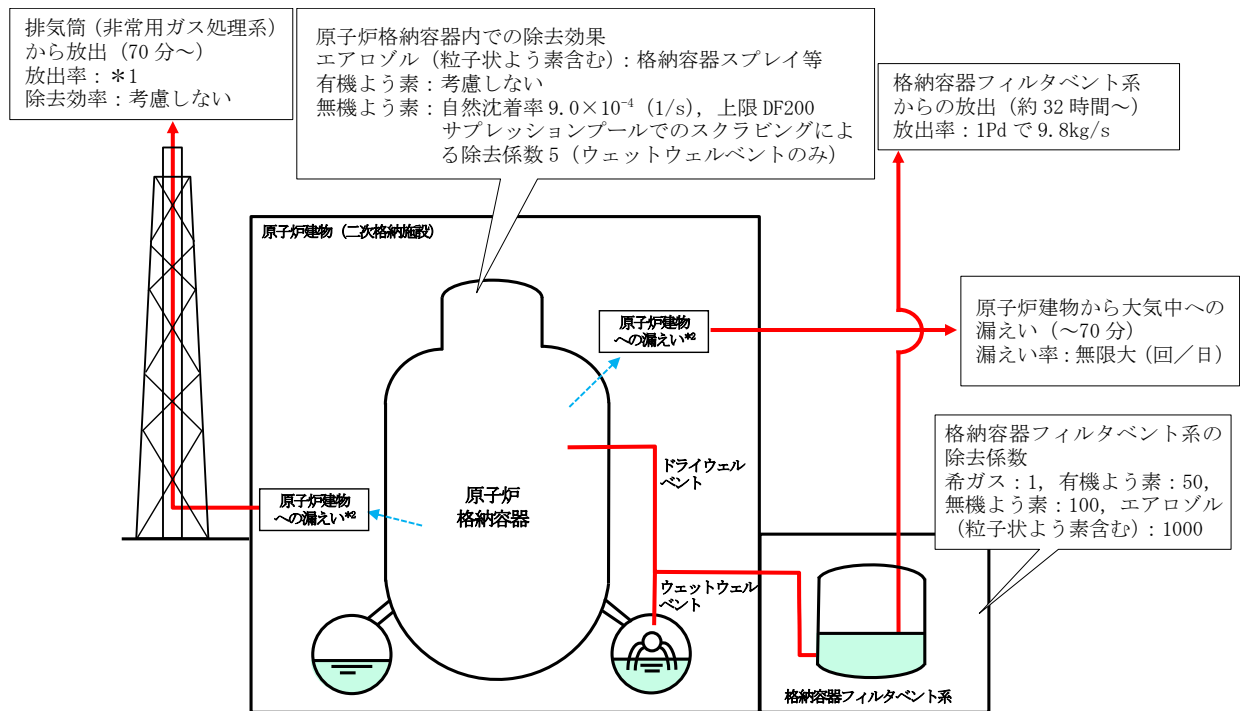 排気筒（非常用ガス処理系）
から放出（70 分～）
放出率：＊1
除去効率：考慮しない
原子炉格納容器内での除去効果
エアロゾル（粒子状よう素含む）：格納容器スプレイ等
有機よう素：考慮しない
無機よう素：自然沈着率 9.0×10⁻⁴（1/s），上限 DF200
サプレッションプールでのスクラビングによ
る除去係数 5（ウェットウェルベントのみ）
格納容器フィルタベント系
からの放出（約 32 時間～）
放出率：1Pd で 9.8kg/s
原子炉建物（二次格納施設）
原子炉建物
への漏えい*2
原子炉建物から大気中への
漏えい（～70 分）
漏えい率：無限大（回／日）
格納容器フィルタベント系の
除去係数
希ガス：1，有機よう素：50，
無機よう素：100，エアロゾル
（粒子状よう素含む）：1000
ドライウェル
ベント
原子炉建物
への漏えい*2
原子炉
格納容器
ウェットウェル
ベント
格納容器フィルタベント系